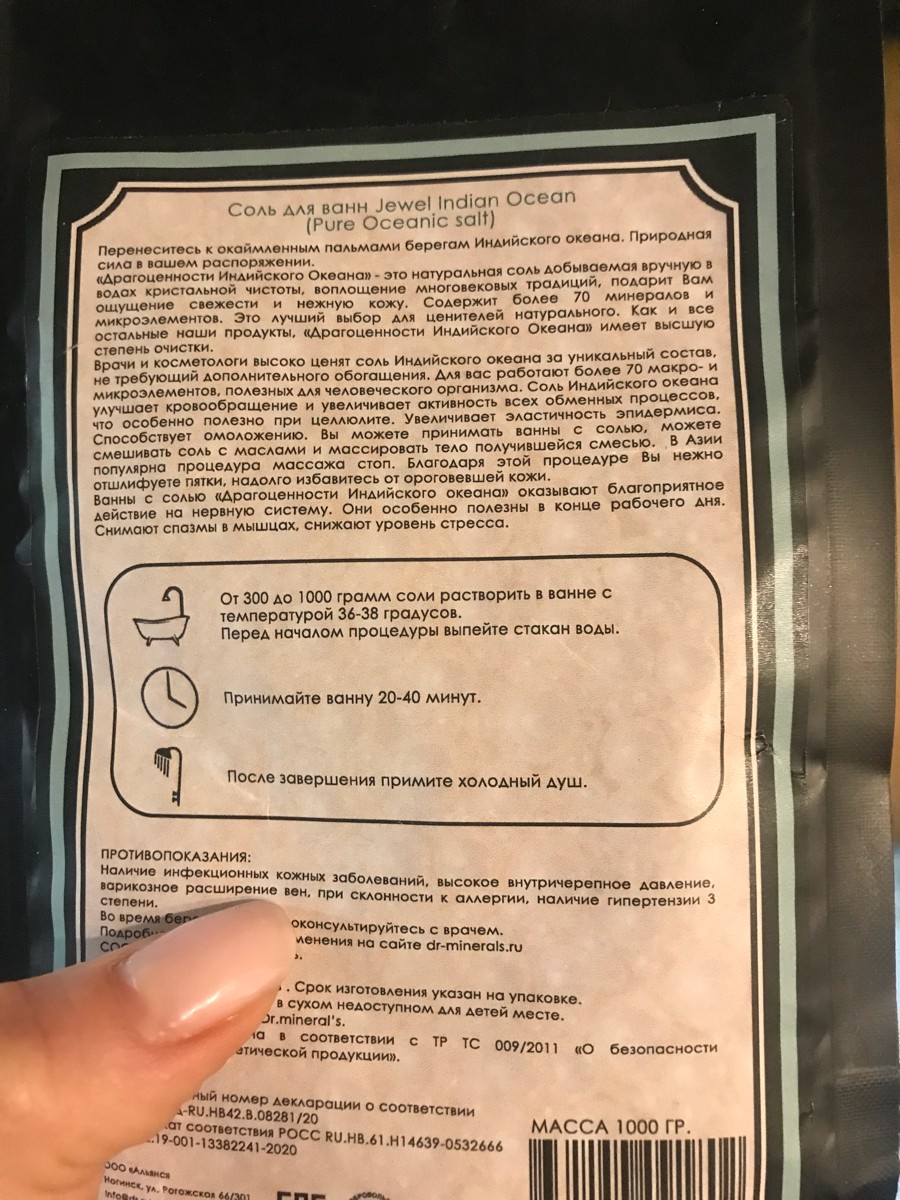 Соль для ванн Jewel Indian Ocean
(Pure Oceanic salt)
Перенеситесь к окаймленным пальмами берегам Индийского океана. Природная
сила в вашем распоряжении.
«Драгоценности Индийского Океана» - это натуральная соль добываемая вручную в
водах кристальной чистоты, воплощение многовековых традиций, подарит Вам
ощущение свежести и нежную кожу. Содержит более 70 минералов и
микроэлементов. Это лучший выбор для ценителей натурального. Как и все
остальные наши продукты, «Драгоценности Индийского Океана» имеет высшую
степень очистки.
Врачи и косметологи высоко ценят соль Индийского океана за уникальный состав,
не требующий дополнительного обогащения. Для вас работают более 70 макро- и
микроэлементов, полезных для человеческого организма. Соль Индийского океана
улучшает кровообращение и увеличивает активность всех обменных процессов,
что особенно полезно при целлюлите. Увеличивает эластичность эпидермиса.
Способствует омоложению. Вы можете принимать ванны с солью, можете
смешивать соль с маслами и массировать тело получившейся смесью. В Азии
популярна процедура массажа стоп. Благодаря этой процедуре Вы нежно
отшлифуете пятки, надолго избавитесь от ороговевшей кожи.
Ванны с солью «Драгоценности Индийского океана» оказывают благоприятное
действие на нервную систему. Они особенно полезны в конце рабочего дня.
Снимают спазмы в мышцах, снижают уровень стресса.
От 300 до 1000 грамм соли растворить в ванне с
температурой 36-38 градусов.
Перед началом процедуры выпейте стакан воды.
Принимайте ванну 20-40 минут.
После завершения примите холодный душ.
ПРОТИВОПОКАЗАНИЯ:
Наличие инфекционных кожных заболеваний, высокое внутричерепное давление,
варикозное расширение вен, при склонности к аллергии, наличие гипертензии 3
степени.
Во время бер оконсультируйтесь с врачем.
Подроб менения на сайте dr-minerals.ru
. Срок изготовления указан на упаковке.
в сухом недоступном для детей месте.
Dr.mineral's.
на в соответствии с ТР ТС 009/2011 «О безопасности
етической продукции».
ный номер декларации о соответствии
Д-RU.НВ42.В.08281/20
кат соответствия РОСС RU.НВ.61.Н14639-0532666
.19-001-13382241-2020
МАССА 1000 ГР.
ООО «Альянс»
Ногинск, ул. Рогожская 66/301